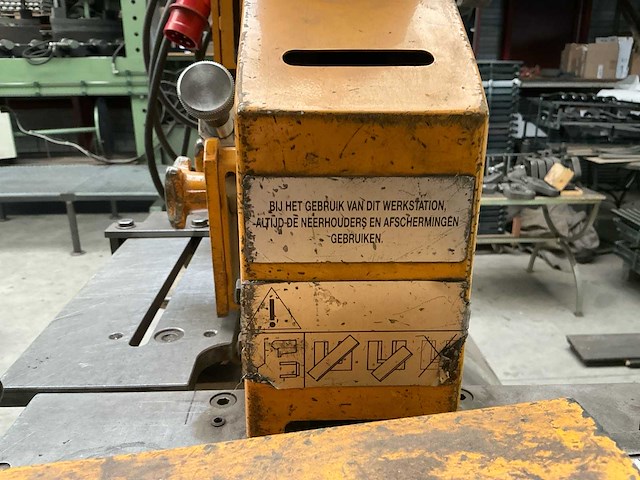 BIJ HET GEBRUIK VAN DIT WERKSTATION,
ALTIJD DE NEERHOUDERS EN AFSCHERMINGEN
GEBRUIKEN.